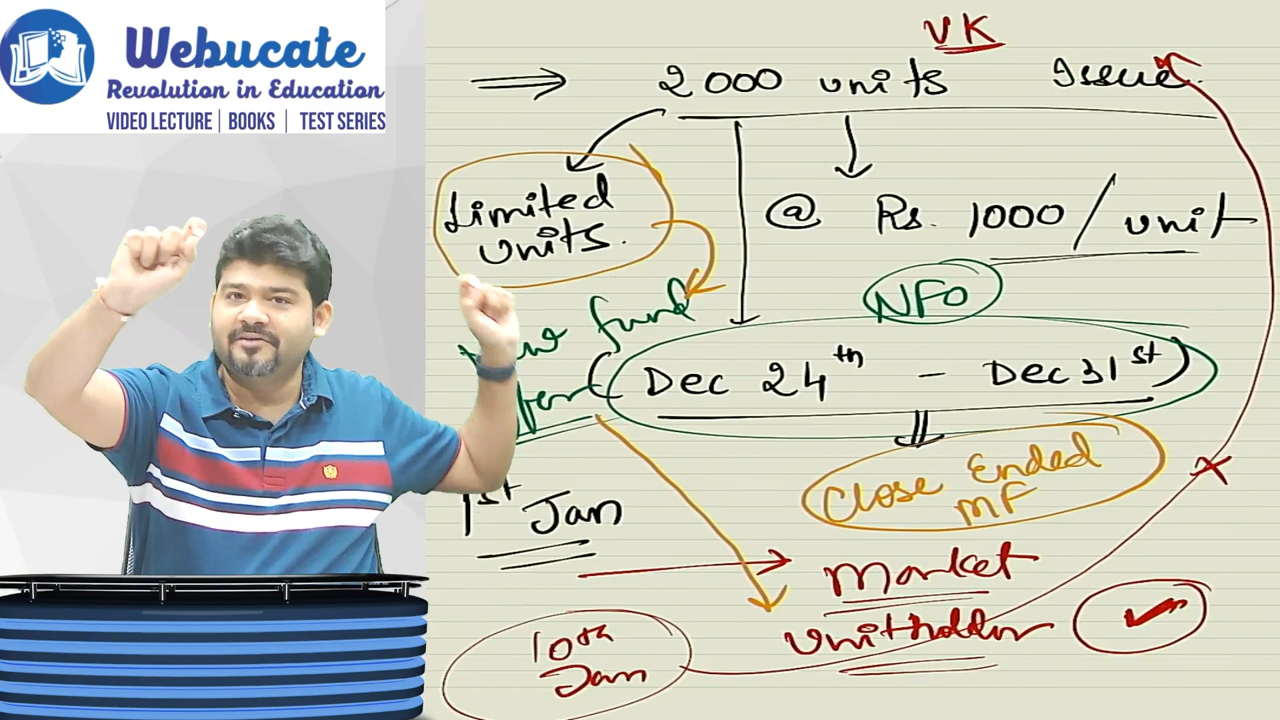 Webucate
Revolution in Education
VIDEO LECTURE | BOOKS | TEST SERIES
VK
2000 units Issue
Limited
units.
@ Rs. 1000 / unit
NFO
fund
(Dec 24th - Dec 31st)
Close Ended
MF
1st Jan
Market
Unitholder
10th
Jan